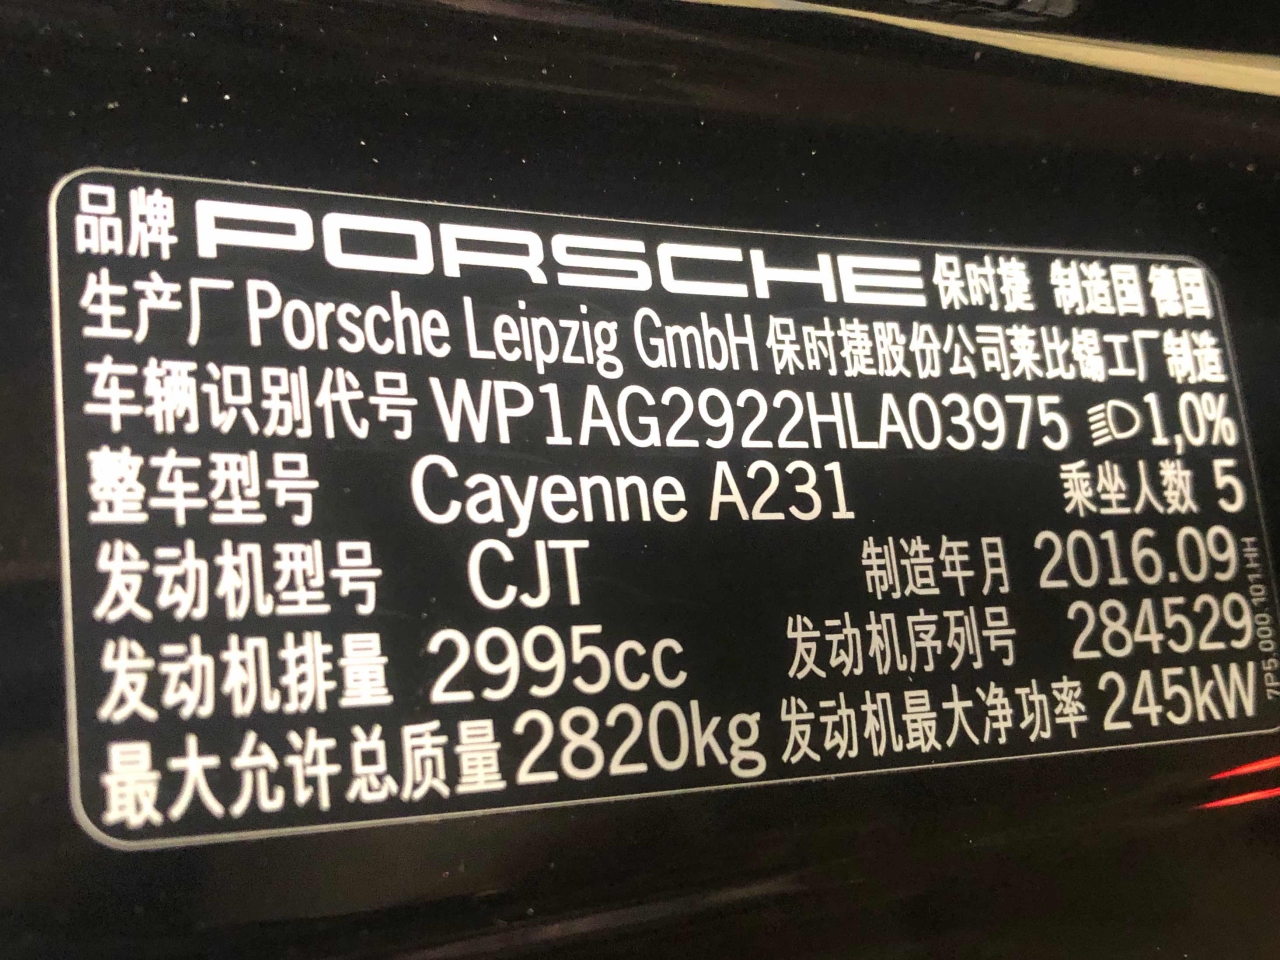 品牌 PORSCHE 保时捷 制造国 德国
生产厂 Porsche Leipzig GmbH 保时捷股份公司莱比锡工厂制造
车辆识别代号 WP1AG2922HLA03975 1,0%
整车型号 Cayenne A231 乘坐人数 5
发动机型号 CJT 制造年月 2016.09
发动机排量 2995cc 发动机序列号 284529
最大允许总质量 2820kg 发动机最大净功率 245kW
7P5.000.101.HH